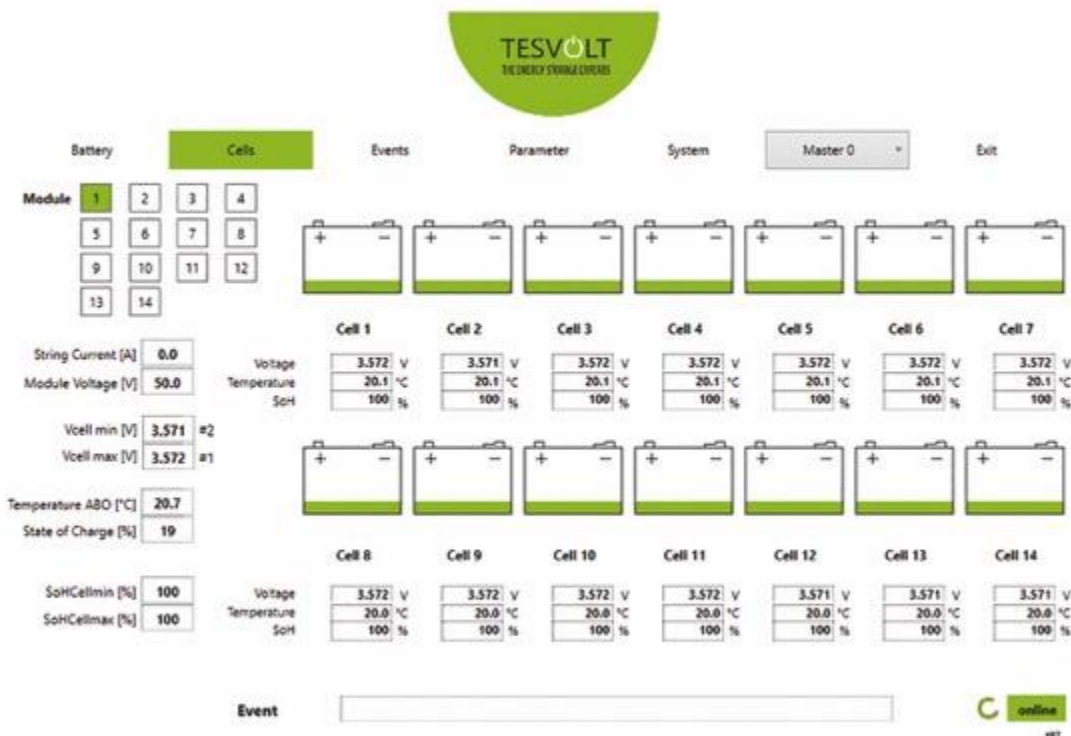 TESVOLT
THE ENERGY STORAGE EXPERTS
Battery Cells Events Parameter System Master 0 Exit
Module 1 2 3 4
5 6 7 8
9 10 11 12
13 14
+ − + − + − + − + − + − + −
Cell 1 Cell 2 Cell 3 Cell 4 Cell 5 Cell 6 Cell 7
String Current [A] 0.0
Module Voltage [V] 50.0
Voltage 3.572 V 3.571 V 3.572 V 3.572 V 3.572 V 3.572 V 3.572 V
Temperature 20.1 °C 20.1 °C 20.1 °C 20.1 °C 20.1 °C 20.1 °C 20.1 °C
SoH 100 % 100 % 100 % 100 % 100 % 100 % 100 %
Vcell min [V] 3.571 #2
Vcell max [V] 3.572 #1
+ − + − + − + − + − + − + −
Temperature ABO [°C] 20.7
State of Charge [%] 19
Cell 8 Cell 9 Cell 10 Cell 11 Cell 12 Cell 13 Cell 14
SoHCellmin [%] 100
SoHCellmax [%] 100
Voltage 3.572 V 3.572 V 3.572 V 3.572 V 3.571 V 3.571 V 3.571 V
Temperature 20.0 °C 20.0 °C 20.0 °C 20.0 °C 20.0 °C 20.0 °C 20.0 °C
SoH 100 % 100 % 100 % 100 % 100 % 100 % 100 %
Event
online